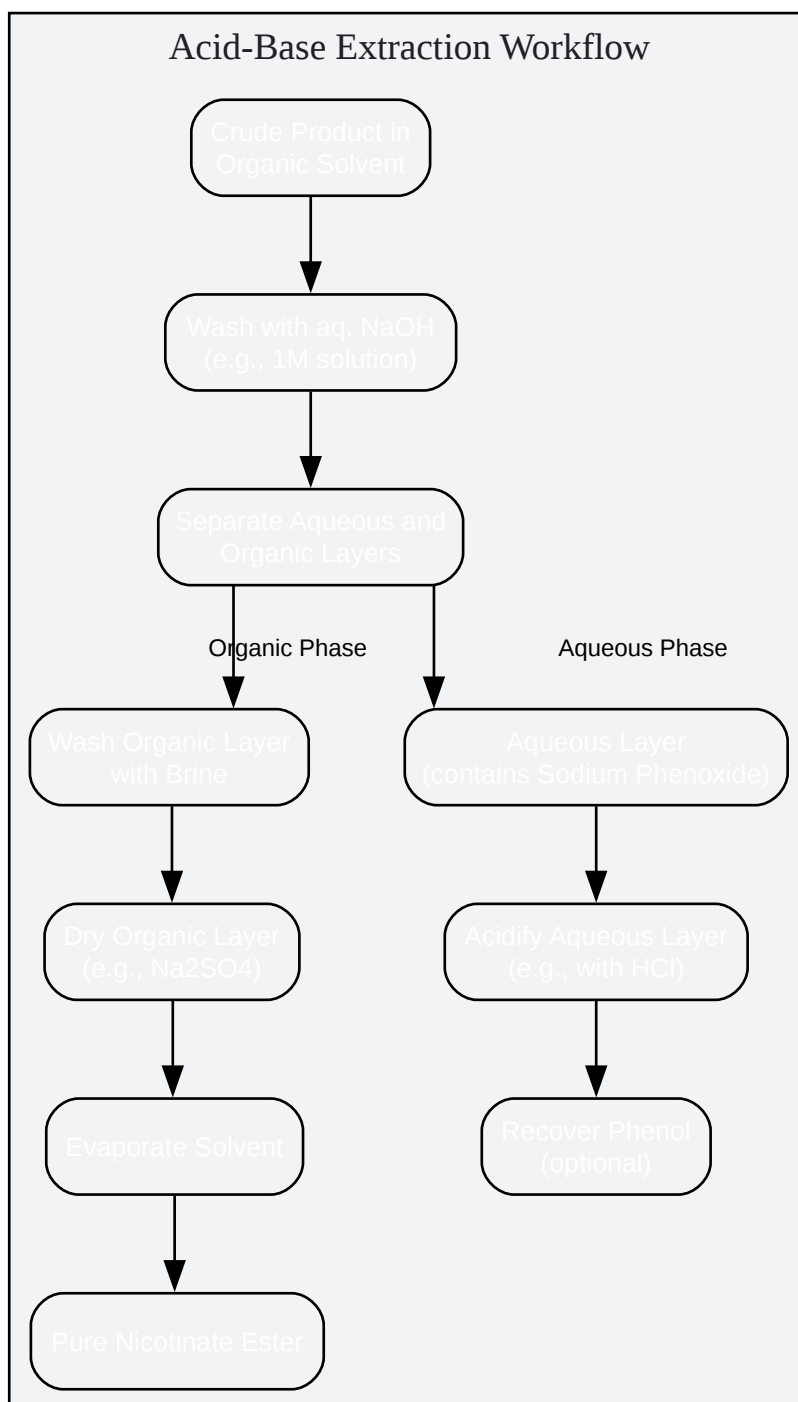 Acid-Base Extraction Workflow
Crude Product in
Organic Solvent
Wash with aq. NaOH
(e.g., 1M solution)
Separate Aqueous and
Organic Layers
Organic Phase
Aqueous Phase
Wash Organic Layer
with Brine
Aqueous Layer
(contains Sodium Phenoxide)
Dry Organic Layer
(e.g., Na2SO4)
Acidify Aqueous Layer
(e.g., with HCl)
Evaporate Solvent
Recover Phenol
(optional)
Pure Nicotinate Ester